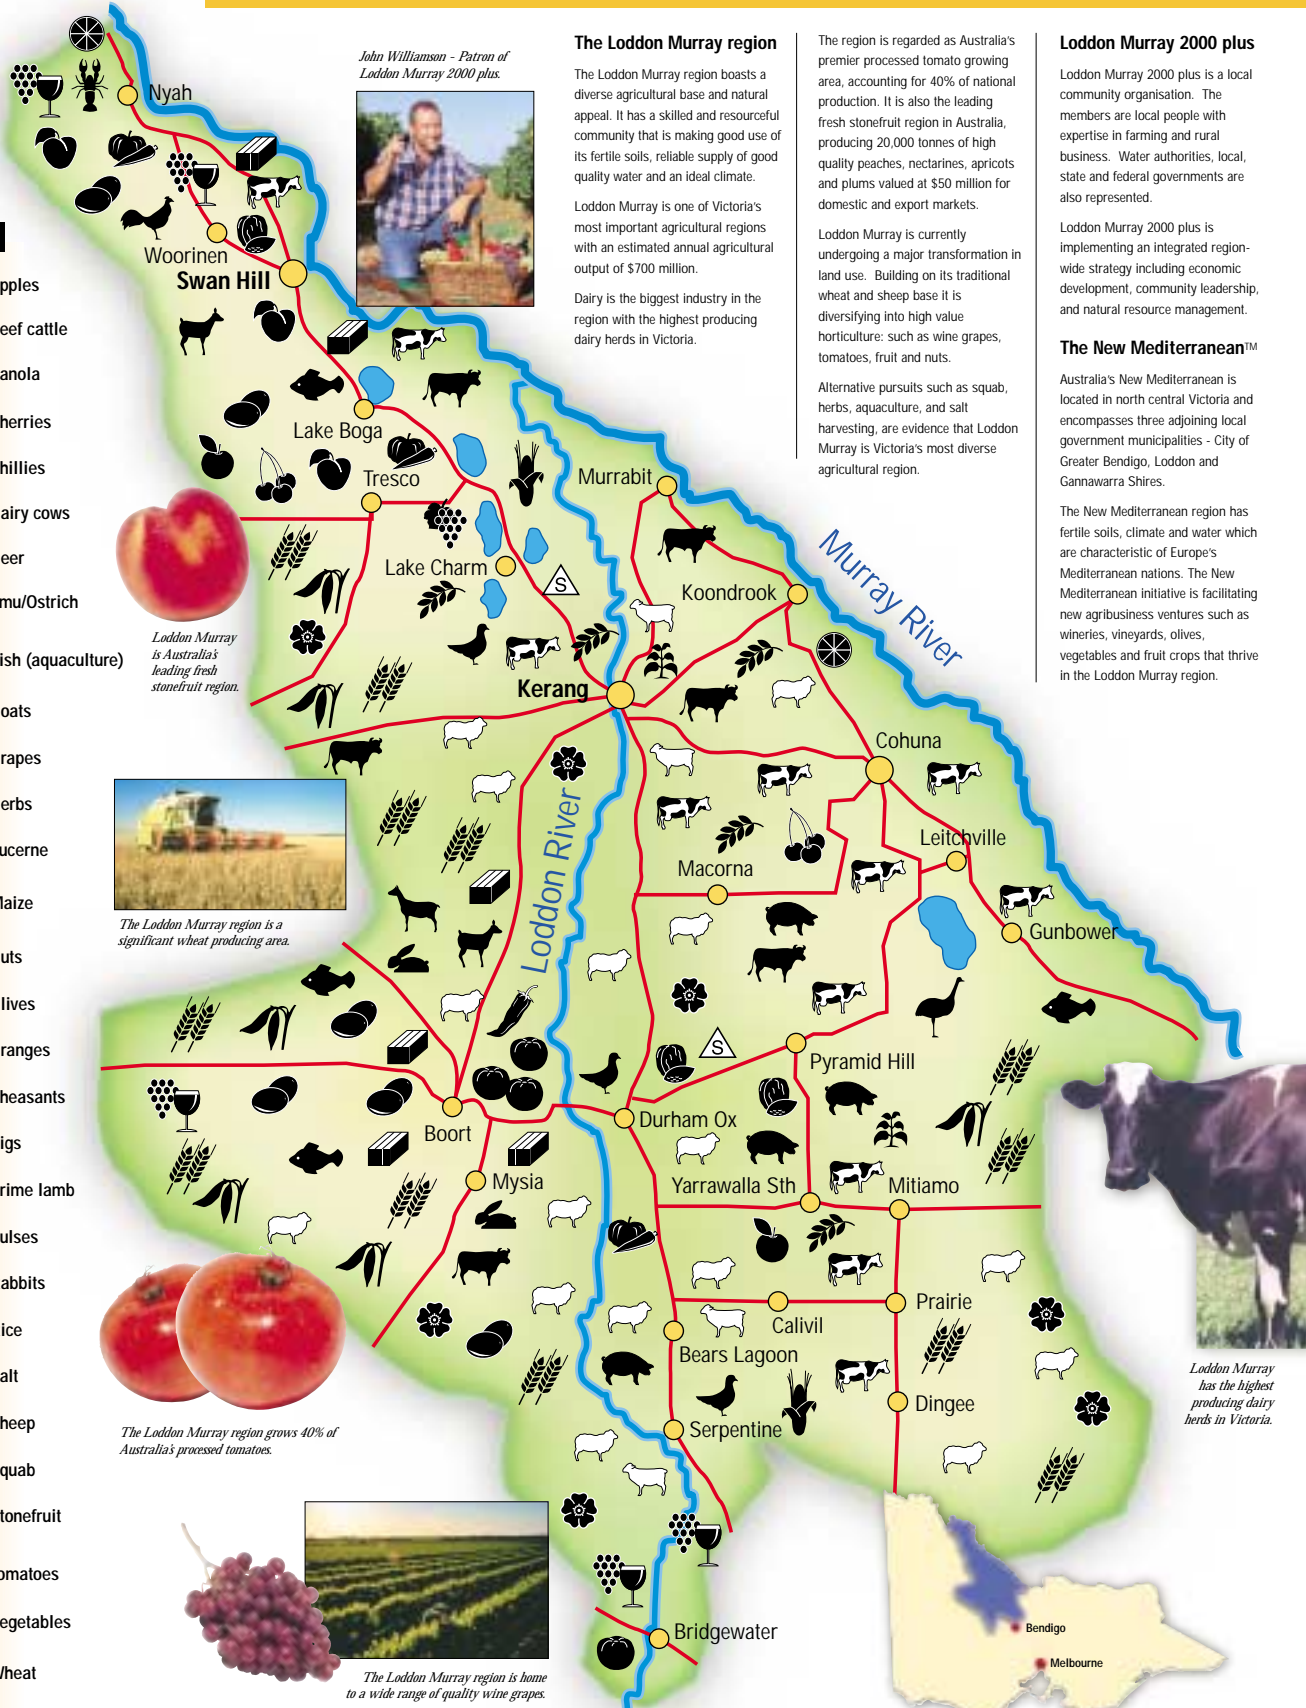 John Williamson - Patron of
Loddon Murray 2000 plus.
The Loddon Murray region
The Loddon Murray region boasts a
diverse agricultural base and natural
appeal. It has a skilled and resourceful
community that is making good use of
its fertile soils, reliable supply of good
quality water and an ideal climate.
Loddon Murray is one of Victoria's
most important agricultural regions
with an estimated annual agricultural
output of $700 million.
Dairy is the biggest industry in the
region with the highest producing
dairy herds in Victoria.
The region is regarded as Australia's
premier processed tomato growing
area, accounting for 40% of national
production. It is also the leading
fresh stonefruit region in Australia,
producing 20,000 tonnes of high
quality peaches, nectarines, apricots
and plums valued at $50 million for
domestic and export markets.
Loddon Murray is currently
undergoing a major transformation in
land use. Building on its traditional
wheat and sheep base it is
diversifying into high value
horticulture: such as wine grapes,
tomatoes, fruit and nuts.
Alternative pursuits such as squab,
herbs, aquaculture, and salt
harvesting, are evidence that Loddon
Murray is Victoria's most diverse
agricultural region.
Loddon Murray 2000 plus
Loddon Murray 2000 plus is a local
community organisation. The
members are local people with
expertise in farming and rural
business. Water authorities, local,
state and federal governments are
also represented.
Loddon Murray 2000 plus is
implementing an integrated region-
wide strategy including economic
development, community leadership,
and natural resource management.
The New Mediterranean™
Australia's New Mediterranean is
located in north central Victoria and
encompasses three adjoining local
government municipalities - City of
Greater Bendigo, Loddon and
Gannawarra Shires.
The New Mediterranean region has
fertile soils, climate and water which
are characteristic of Europe's
Mediterranean nations. The New
Mediterranean initiative is facilitating
new agribusiness ventures such as
wineries, vineyards, olives,
vegetables and fruit crops that thrive
in the Loddon Murray region.
pples
eef cattle
anola
herries
hillies
airy cows
eer
mu/Ostrich
ish (aquaculture)
oats
rapes
erbs
ucerne
aize
uts
lives
ranges
heasants
igs
rime lamb
ulses
abbits
ice
alt
heep
quab
tonefruit
omatoes
egetables
heat
Nyah
Woorinen
Swan Hill
Lake Boga
Tresco
Murrabit
Lake Charm
S
Koondrook
Murray River
Kerang
Cohuna
Loddon River
Leitchville
Macorna
Gunbower
S
Pyramid Hill
Boort
Durham Ox
Mysia
Yarrawalla Sth
Mitiamo
Prairie
Calivil
Bears Lagoon
Dingee
Serpentine
Bridgewater
Loddon Murray
is Australia's
leading fresh
stonefruit region.
The Loddon Murray region is a
significant wheat producing area.
The Loddon Murray region grows 40% of
Australia's processed tomatoes.
The Loddon Murray region is home
to a wide range of quality wine grapes.
Loddon Murray
has the highest
producing dairy
herds in Victoria.
Bendigo
Melbourne